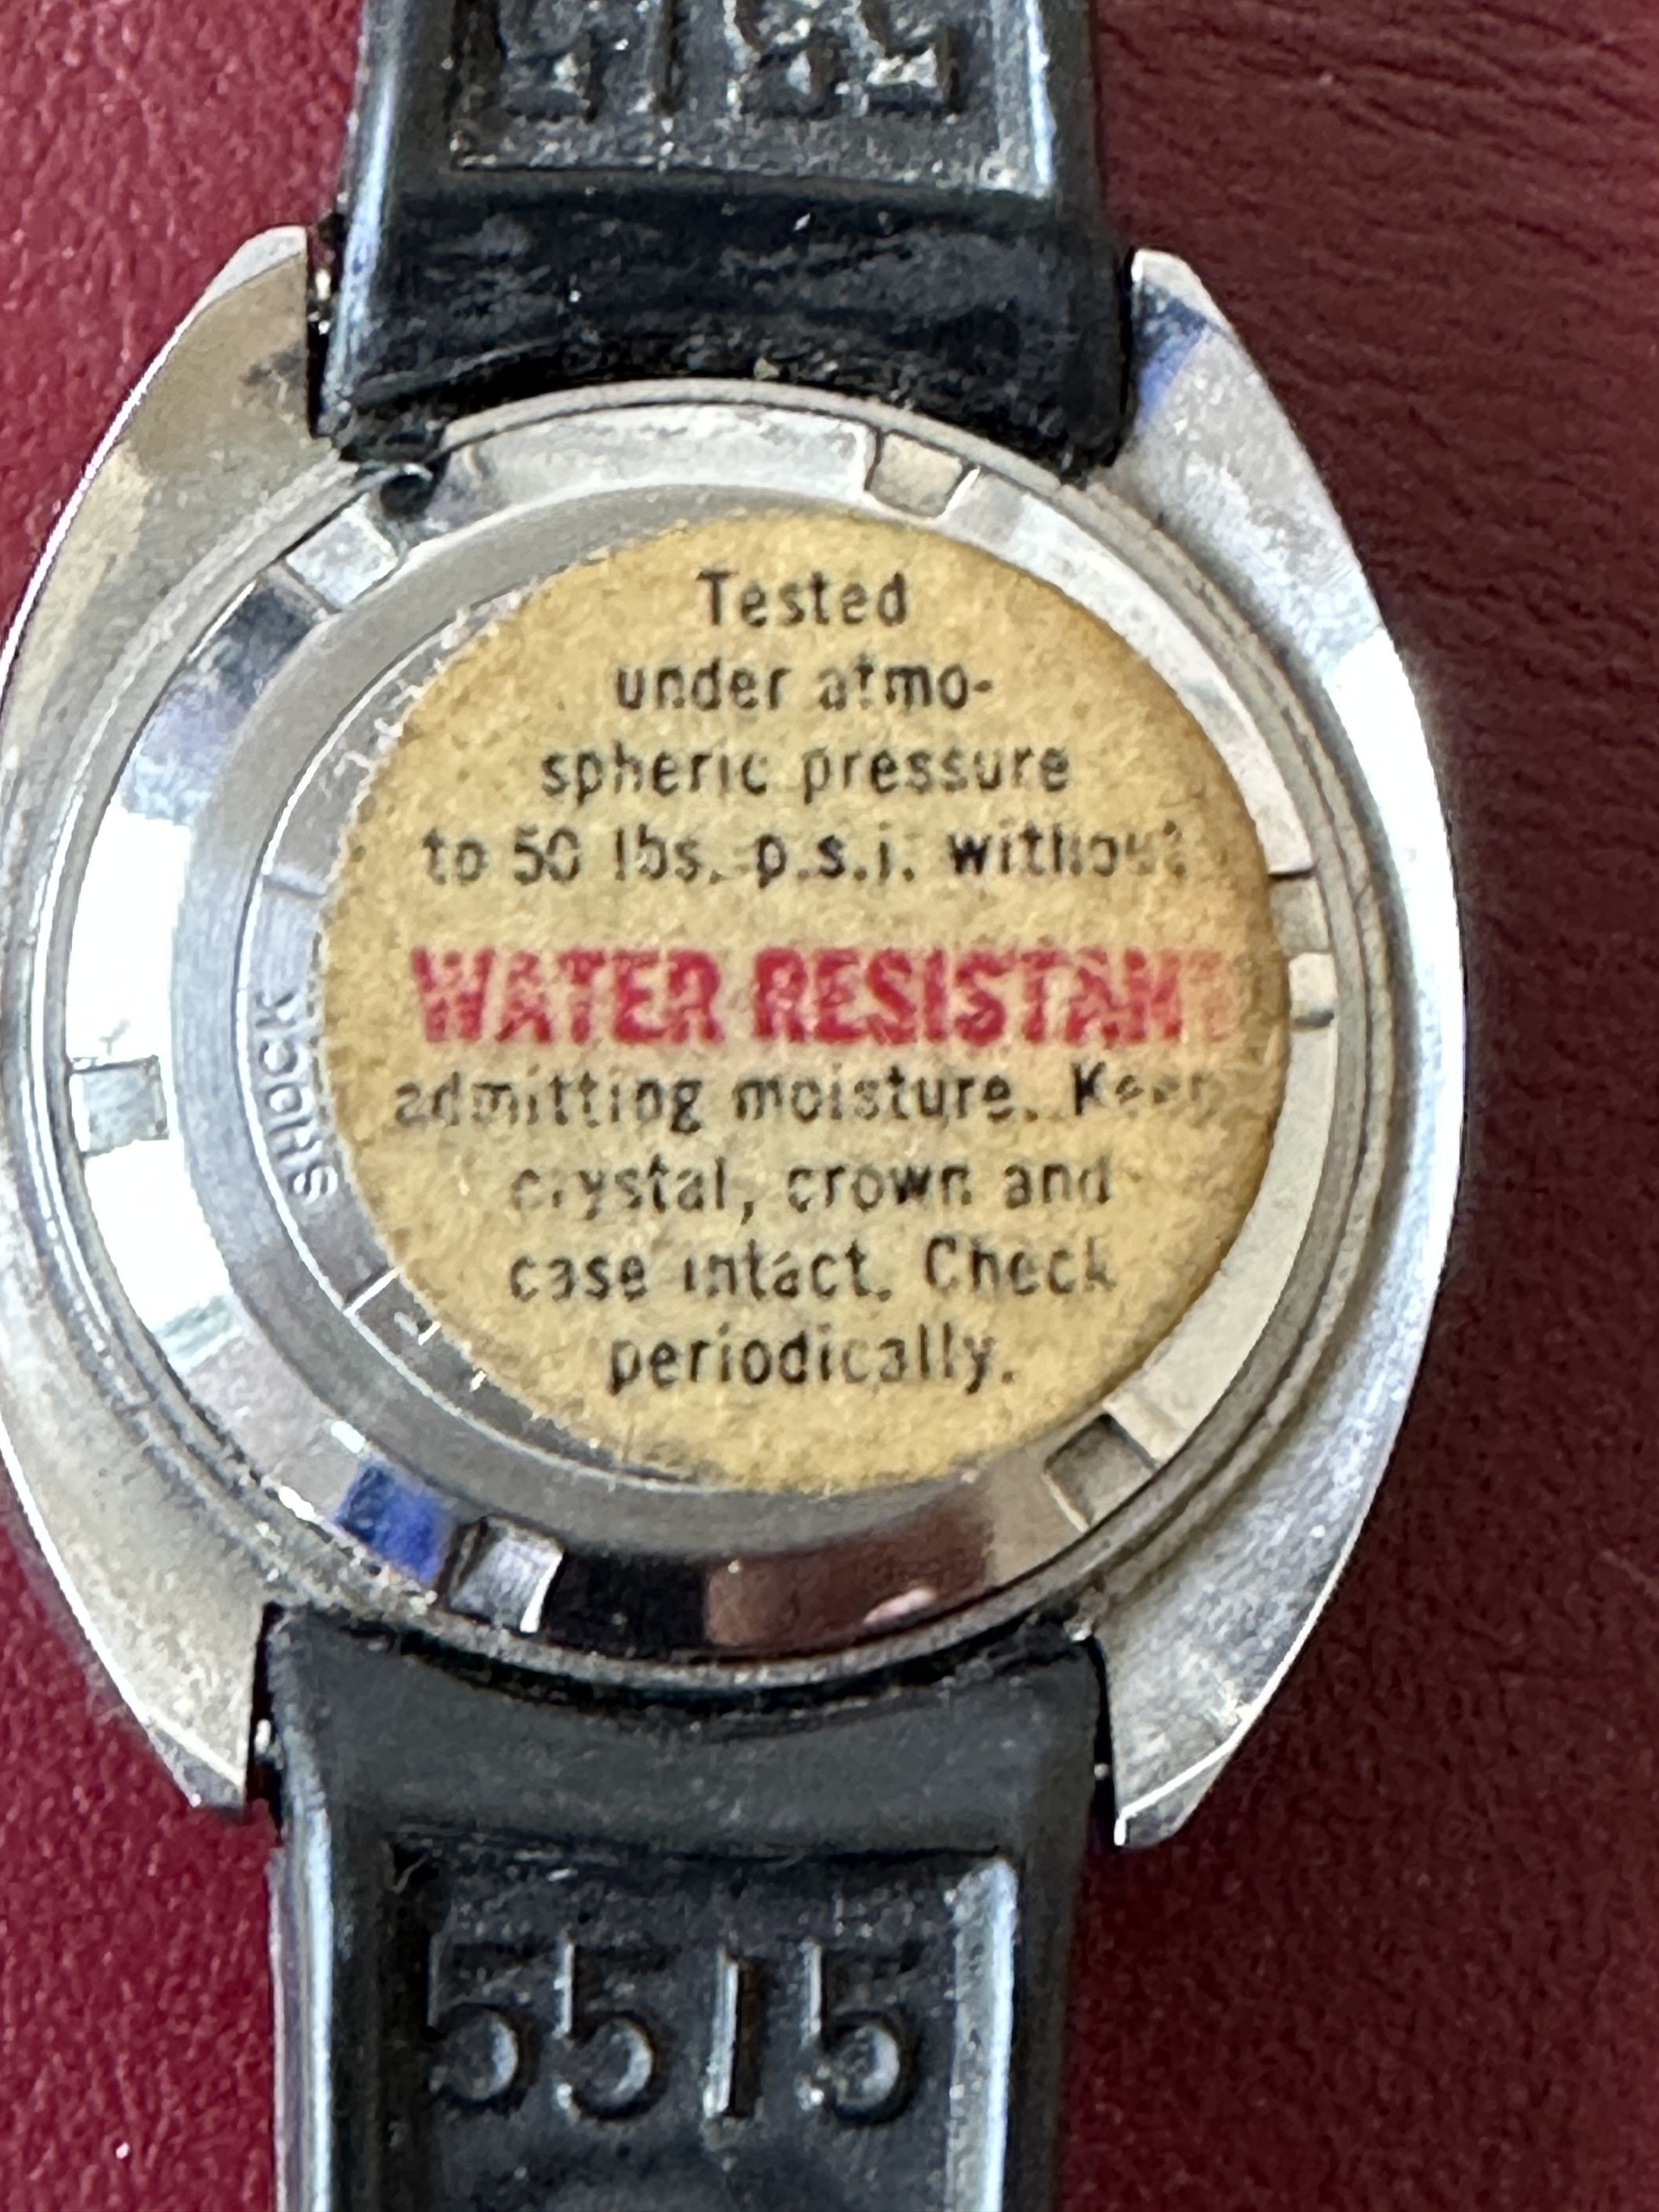 Tested
under atmo-
spheric pressure
to 50 lbs. p.s.i. without
WATER RESISTANT
admitting moisture. Keep
crystal, crown and
case intact. Check
periodically.
SHOCK
5515